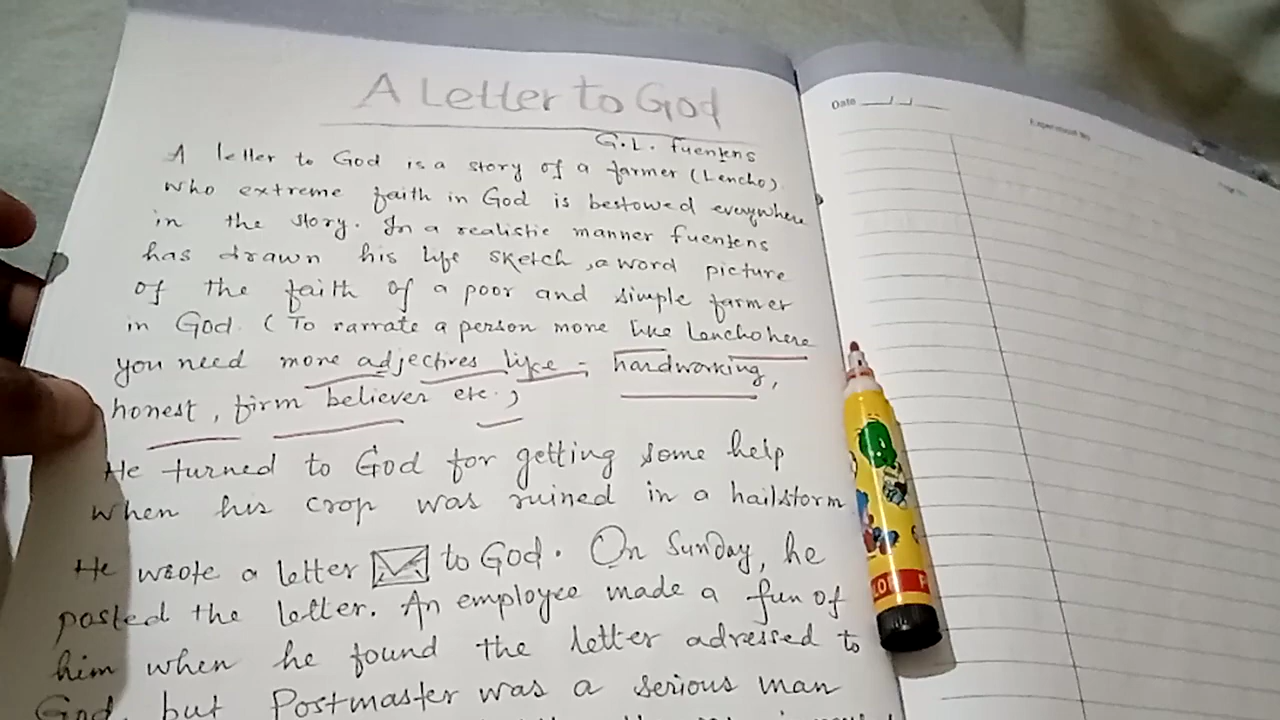 A Letter to God
G.L. Fuentens
A letter to God is a story of a farmer (Lencho)
who extreme faith in God is bestowed everywhere
in the story. In a realistic manner Fuentens
has drawn his life sketch, a word picture
of the faith of a poor and simple farmer
in God. (To narrate a person more like Lencho here
you need more adjectives like - hardworking,
honest, firm believer etc.)
He turned to God for getting some help
when his crop was ruined in a hailstorm
He wrote a letter to God. On Sunday, he
posted the letter. An employee made a fun of
him when he found the letter adressed to
God, but Postmaster was a serious man
Date
Experiment No.